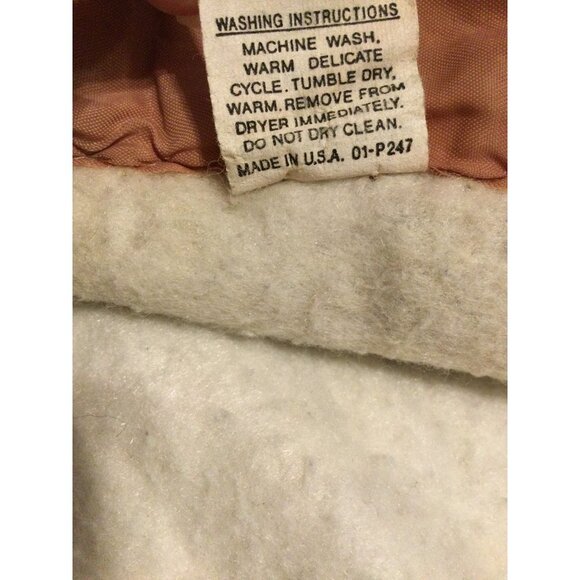 WASHING INSTRUCTIONS
MACHINE WASH,
WARM DELICATE
CYCLE. TUMBLE DRY,
WARM. REMOVE FROM
DRYER IMMEDIATELY.
DO NOT DRY CLEAN.
MADE IN U.S.A. 01-P247